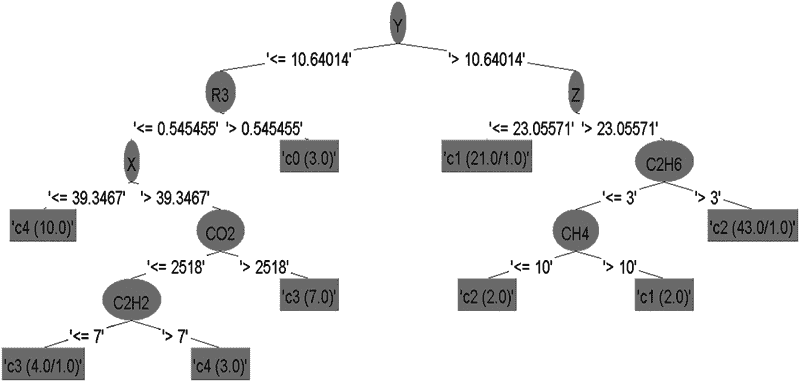 Y
'<= 10.64014' '> 10.64014'
R3 Z
'<= 0.545455' '> 0.545455' '<= 23.05571' '> 23.05571'
X 'c0 (3.0)' 'c1 (21.0/1.0)' C2H6
'<= 39.3467' '> 39.3467' '<= 3' '> 3'
'c4 (10.0)' CO2 CH4 'c2 (43.0/1.0)'
'<= 2518' '> 2518' '<= 10' '> 10'
C2H2 'c3 (7.0)' 'c2 (2.0)' 'c1 (2.0)'
'<= 7' '> 7'
'c3 (4.0/1.0)' 'c4 (3.0)'